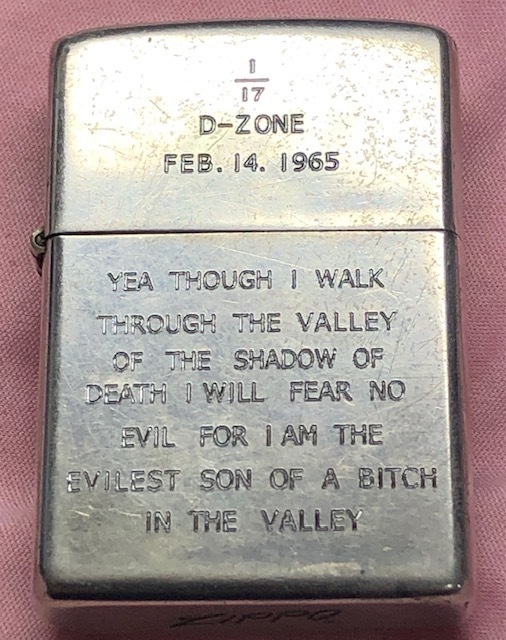 1
17
D-ZONE
FEB. 14. 1965
YEA THOUGH I WALK
THROUGH THE VALLEY
OF THE SHADOW OF
DEATH I WILL FEAR NO
EVIL FOR I AM THE
EVILEST SON OF A BITCH
IN THE VALLEY
ZIPPO